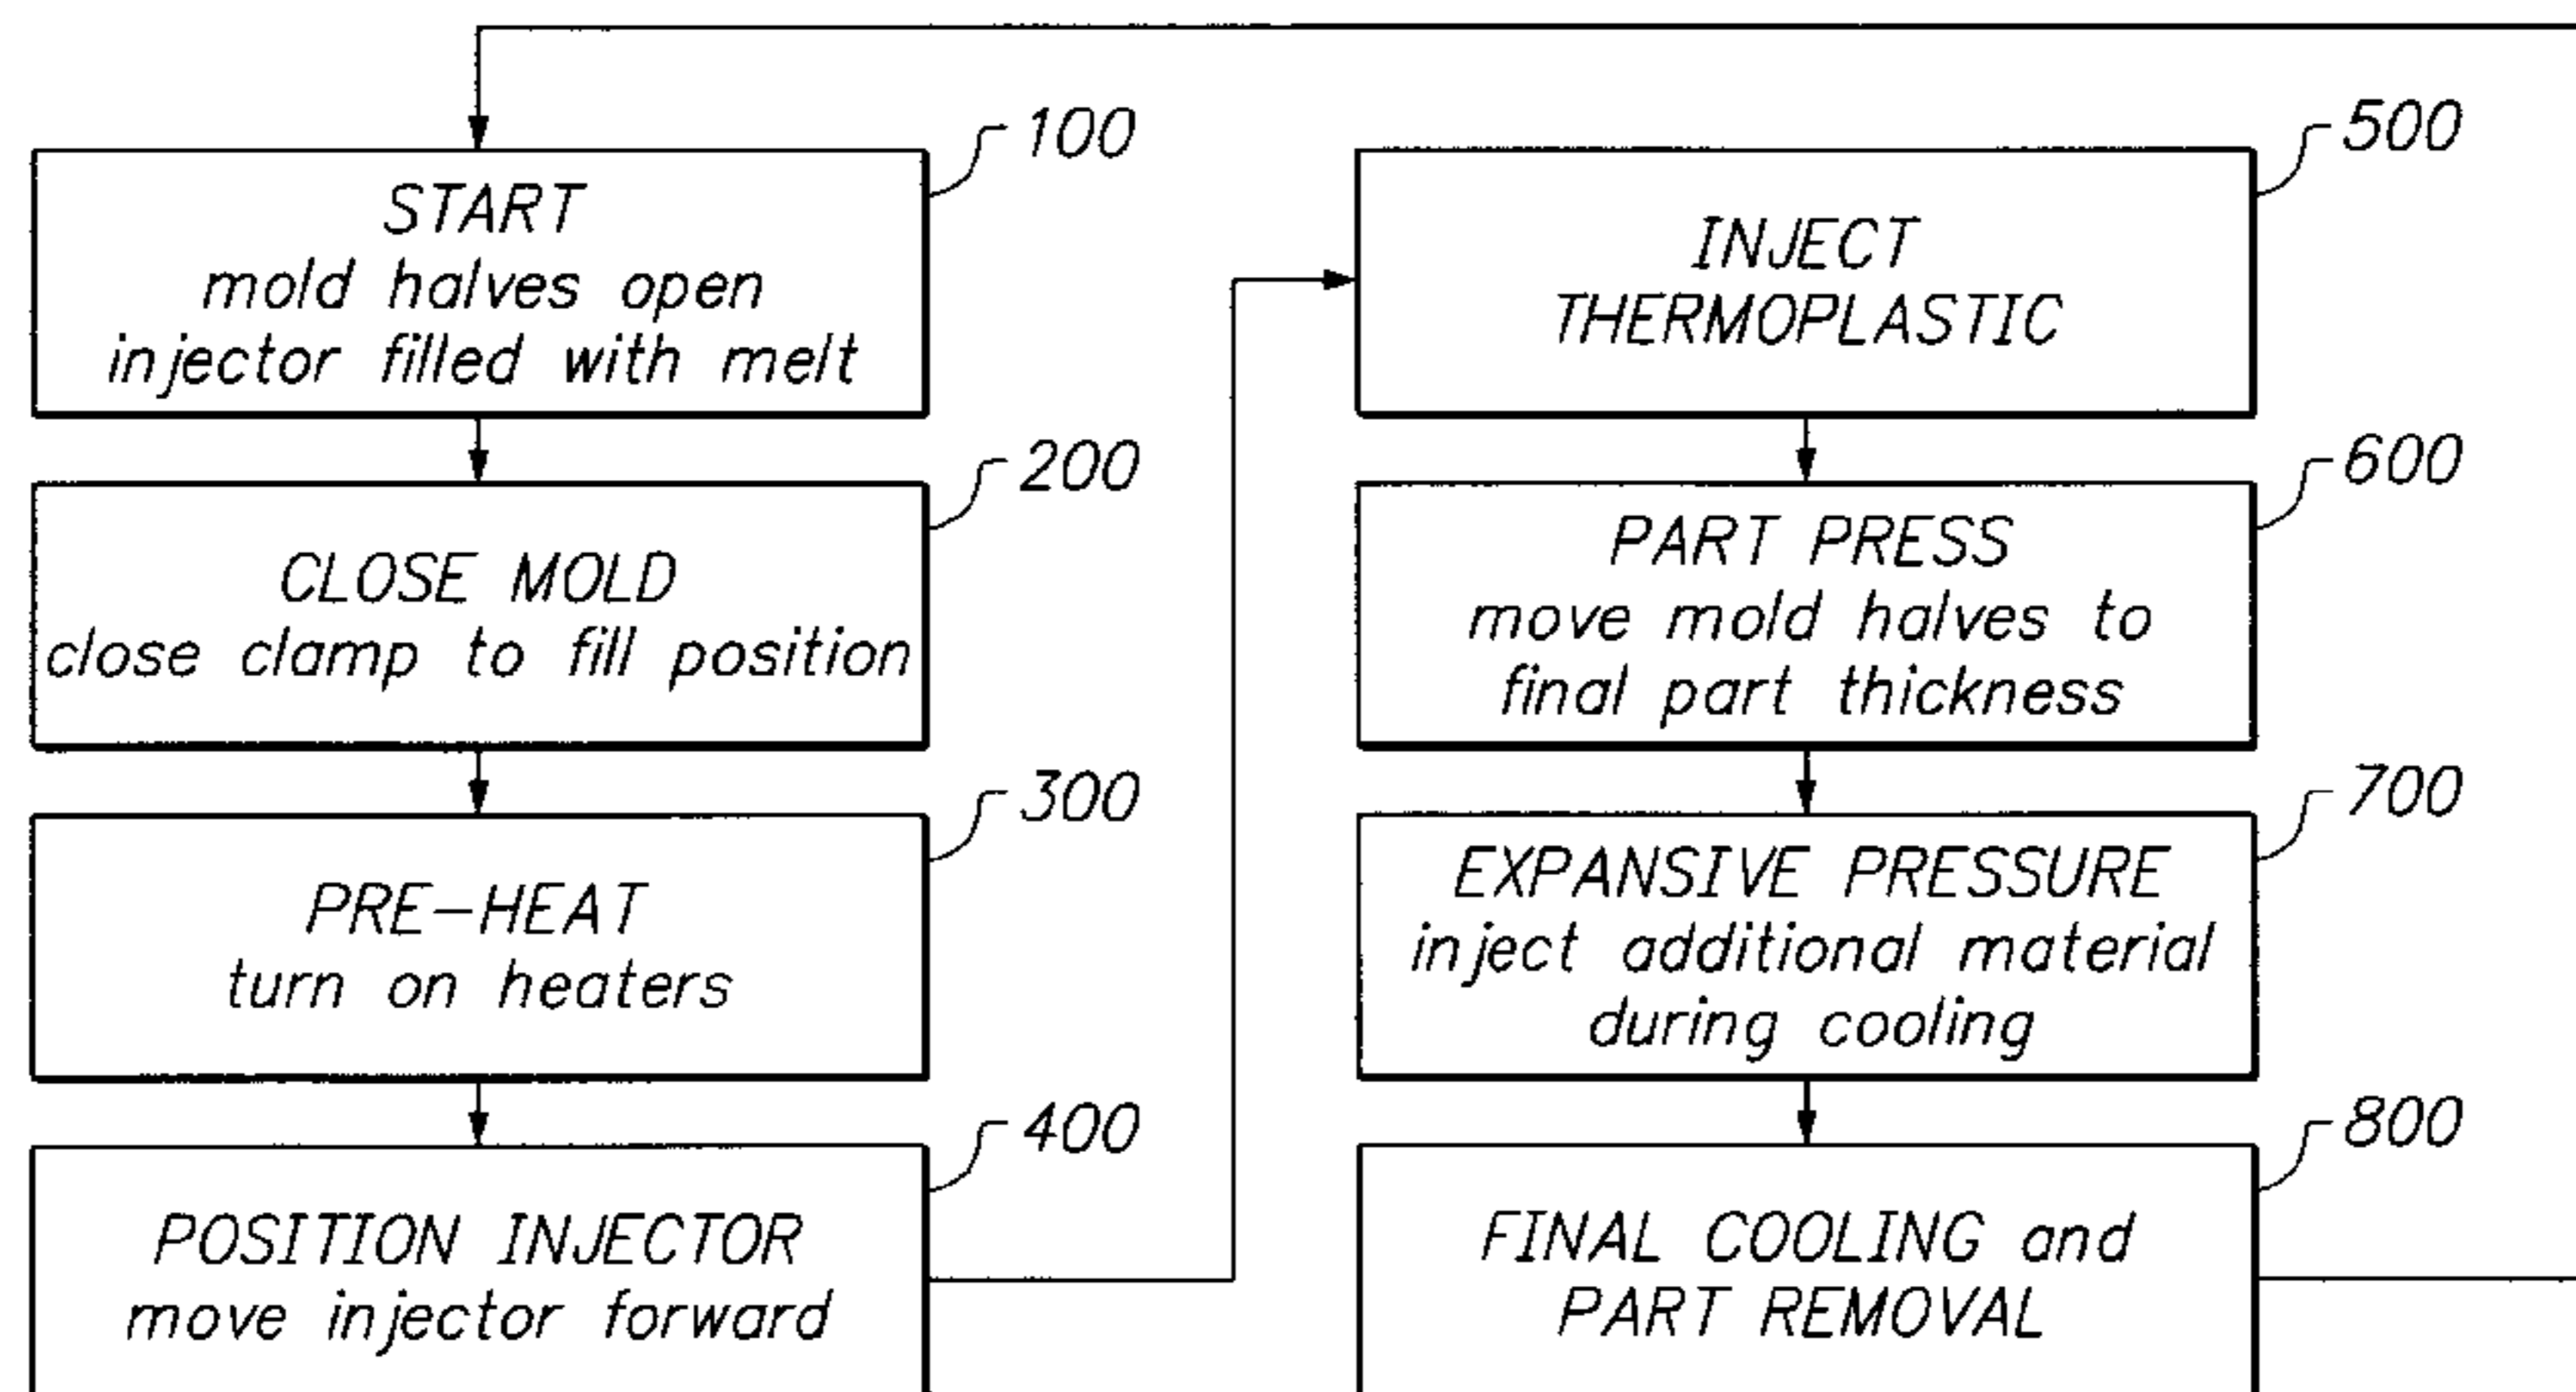 100
START
mold halves open
injector filled with melt
200
CLOSE MOLD
close clamp to fill position
300
PRE-HEAT
turn on heaters
400
POSITION INJECTOR
move injector forward
500
INJECT
THERMOPLASTIC
600
PART PRESS
move mold halves to
final part thickness
700
EXPANSIVE PRESSURE
inject additional material
during cooling
800
FINAL COOLING and
PART REMOVAL